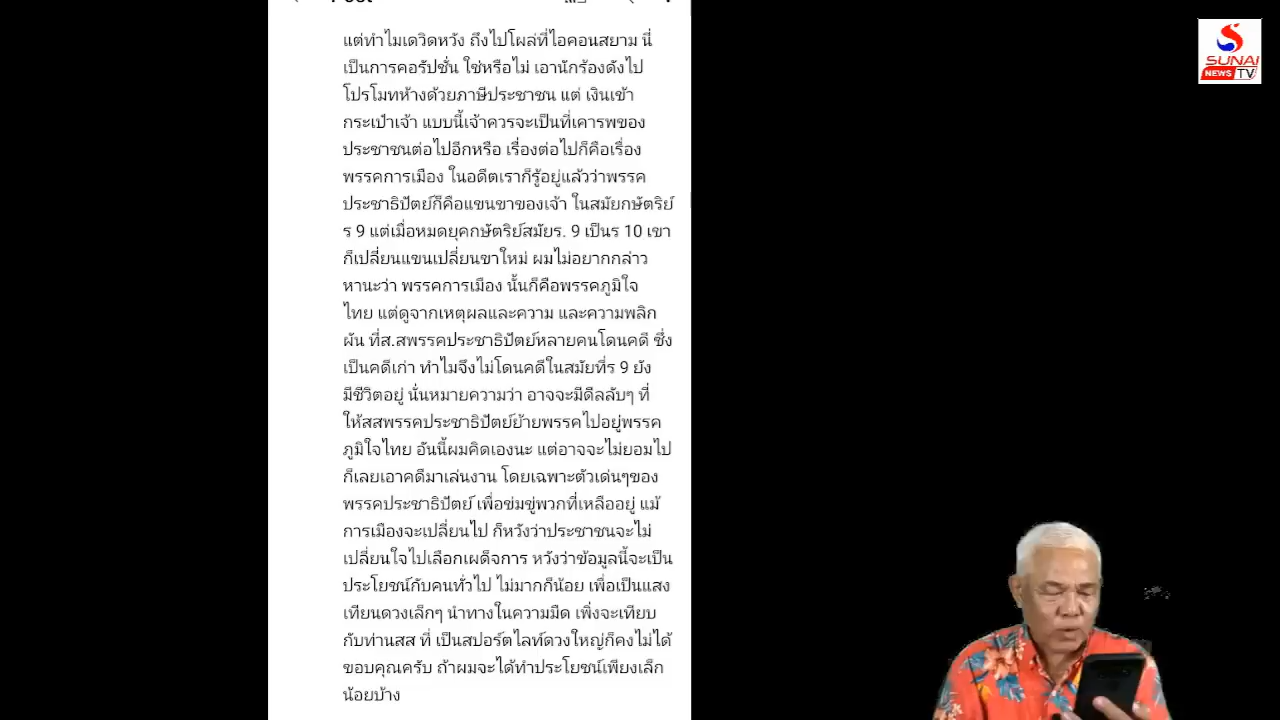 แต่ทำไมเดวิดหวัง ถึงไปโผล่ที่ไอคอนสยาม นี่
เป็นการคอรัปชั่น ใช่หรือไม่ เอานักร้องดังไป
โปรโมทห้างด้วยภาษีประชาชน แต่ เงินเข้า
กระเป๋าเจ้า แบบนี้เจ้าควรจะเป็นที่เคารพของ
ประชาชนต่อไปอีกหรือ เรื่องต่อไปก็คือเรื่อง
พรรคการเมือง ในอดีตเราก็รู้อยู่แล้วว่าพรรค
ประชาธิปัตย์ก็คือแขนขาของเจ้า ในสมัยกษัตริย์
ร 9 แต่เมื่อหมดยุคกษัตริย์สมัยร. 9 เป็นร 10 เขา
ก็เปลี่ยนแขนเปลี่ยนขาใหม่ ผมไม่อยากกล่าว
หานะว่า พรรคการเมือง นั้นก็คือพรรคภูมิใจ
ไทย แต่ดูจากเหตุผลและความ และความพลิก
ผัน ที่ส.สพรรคประชาธิปัตย์หลายคนโดนคดี ซึ่ง
เป็นคดีเก่า ทำไมจึงไม่โดนคดีในสมัยที่ร 9 ยัง
มีชีวิตอยู่ นั่นหมายความว่า อาจจะมีดีลลับๆ ที่
ให้สสพรรคประชาธิปัตย์ย้ายพรรคไปอยู่พรรค
ภูมิใจไทย อันนี้ผมคิดเองนะ แต่อาจจะไม่ยอมไป
ก็เลยเอาคดีมาเล่นงาน โดยเฉพาะตัวเด่นๆของ
พรรคประชาธิปัตย์ เพื่อข่มขู่พวกที่เหลืออยู่ แม้
การเมืองจะเปลี่ยนไป ก็หวังว่าประชาชนจะไม่
เปลี่ยนใจไปเลือกเผด็จการ หวังว่าข้อมูลนี้จะเป็น
ประโยชน์กับคนทั่วไป ไม่มากก็น้อย เพื่อเป็นแสง
เทียนดวงเล็กๆ นำทางในความมืด เพิ่งจะเทียบ
กับท่านสส ที่ เป็นสปอร์ตไลท์ดวงใหญ่ก็คงไม่ได้
ขอบคุณครับ ถ้าผมจะได้ทำประโยชน์เพียงเล็ก
น้อยบ้าง
SUNAI
NEWS TV